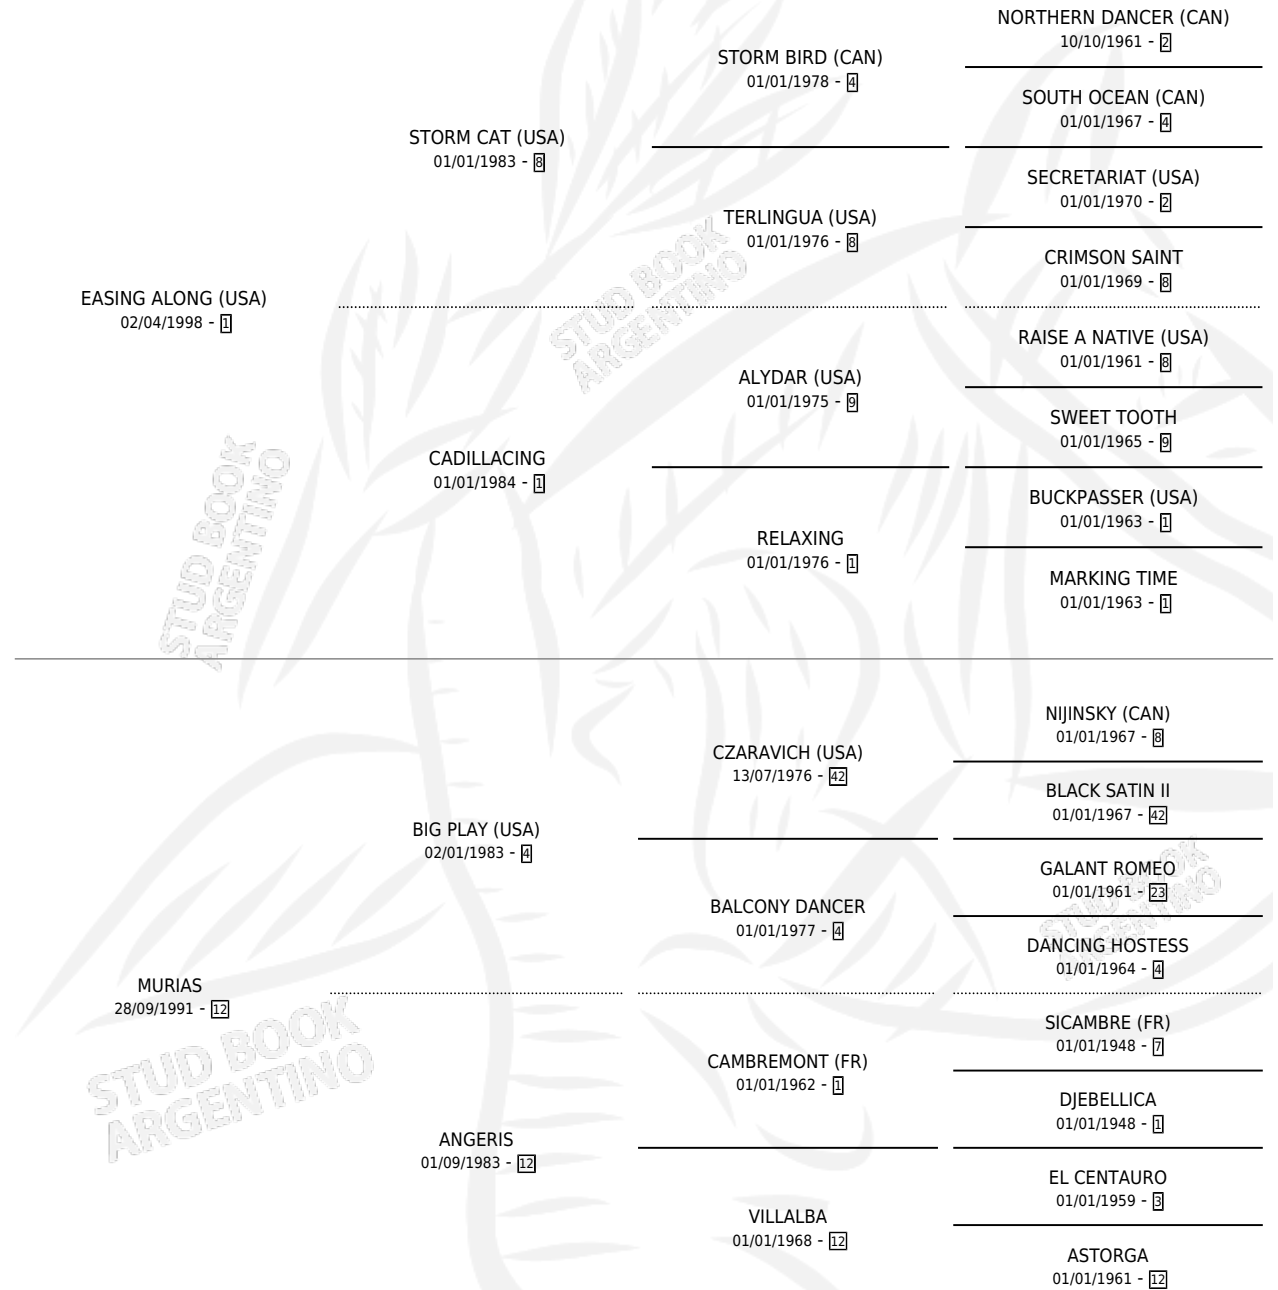 NORTHERN DANCER (CAN)
10/10/1961 - 2
STORM BIRD (CAN)
01/01/1978 - 4
SOUTH OCEAN (CAN)
01/01/1967 - 4
STORM CAT (USA)
01/01/1983 - 8
SECRETARIAT (USA)
01/01/1970 - 2
TERLINGUA (USA)
01/01/1976 - 8
CRIMSON SAINT
01/01/1969 - 8
EASING ALONG (USA)
02/04/1998 - 1
RAISE A NATIVE (USA)
01/01/1961 - 8
ALYDAR (USA)
01/01/1975 - 9
SWEET TOOTH
01/01/1965 - 9
CADILLACING
01/01/1984 - 1
BUCKPASSER (USA)
01/01/1963 - 1
RELAXING
01/01/1976 - 1
MARKING TIME
01/01/1963 - 1
NIJINSKY (CAN)
01/01/1967 - 8
CZARAVICH (USA)
13/07/1976 - 42
BLACK SATIN II
01/01/1967 - 42
BIG PLAY (USA)
02/01/1983 - 4
GALANT ROMEO
01/01/1961 - 23
BALCONY DANCER
01/01/1977 - 4
DANCING HOSTESS
01/01/1964 - 4
MURIAS
28/09/1991 - 12
SICAMBRE (FR)
01/01/1948 - 7
CAMBREMONT (FR)
01/01/1962 - 1
DJEBELLICA
01/01/1948 - 1
ANGERIS
01/09/1983 - 12
EL CENTAURO
01/01/1959 - 3
VILLALBA
01/01/1968 - 12
ASTORGA
01/01/1961 - 12
STUD BOOK
ARGENTINO
STUD BOOK
ARGENTINO
STUD BOOK
ARGENTINO
STUD BOOK
ARGENTINO